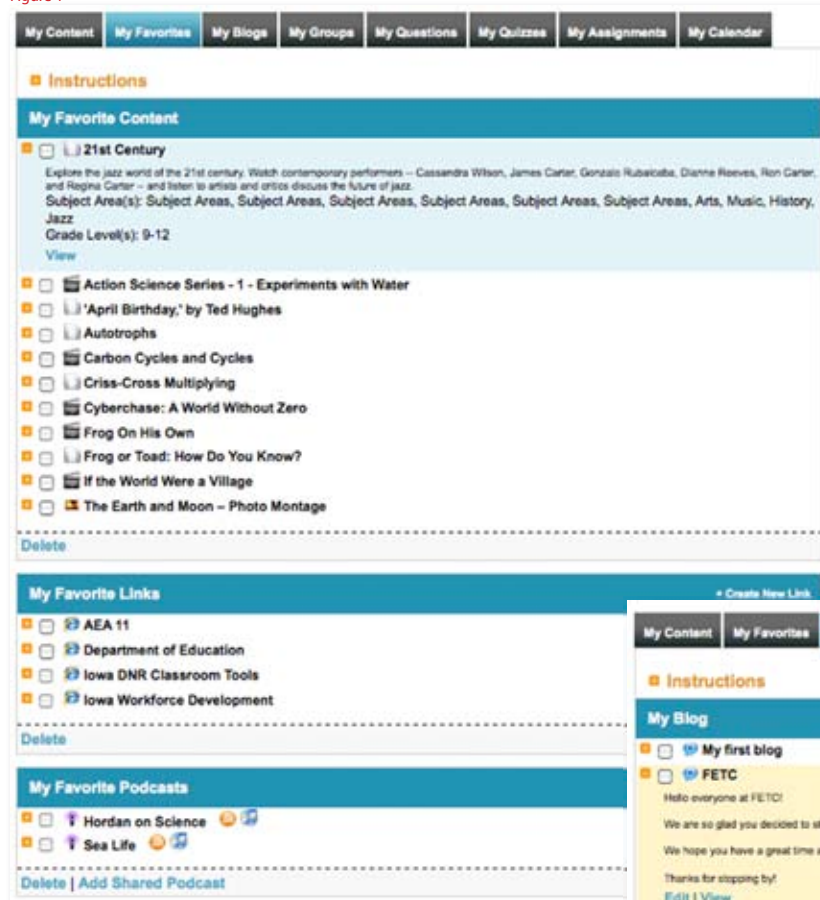 Figure 1
My Content My Favorites My Blogs My Groups My Questions My Quizzes My Assignments My Calendar
Instructions
My Favorite Content
21st Century
Explore the jazz world of the 21st century. Watch contemporary performers – Cassandra Wilson, James Carter, Gonzalo Rubalcaba, Dianne Reeves, Ron Carter,
and Regina Carter – and listen to artists and critics discuss the future of jazz.
Subject Area(s): Subject Areas, Subject Areas, Subject Areas, Subject Areas, Subject Areas, Subject Areas, Arts, Music, History,
Jazz
Grade Level(s): 9-12
View
Action Science Series - 1 - Experiments with Water
'April Birthday,' by Ted Hughes
Autotrophs
Carbon Cycles and Cycles
Criss-Cross Multiplying
Cyberchase: A World Without Zero
Frog On His Own
Frog or Toad: How Do You Know?
If the World Were a Village
The Earth and Moon – Photo Montage
Delete
My Favorite Links
+ Create New Link
AEA 11
Department of Education
Iowa DNR Classroom Tools
Iowa Workforce Development
Delete
My Favorite Podcasts
Hordan on Science
Sea Life
Delete | Add Shared Podcast
My Content My Favorites
Instructions
My Blog
My first blog
FETC
Hello everyone at FETC!
We are so glad you decided to
We hope you have a great time
Thanks for stopping by!
Edit | View